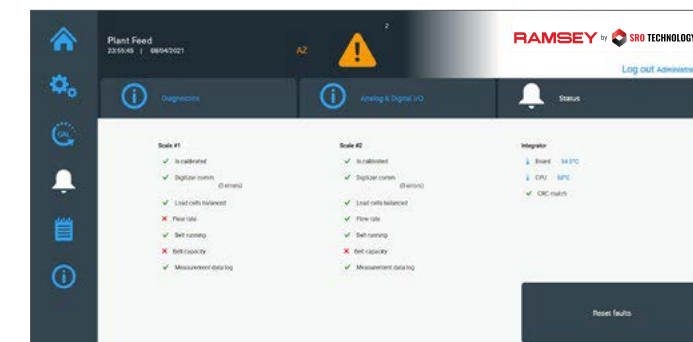 2
Plant Feed
23:55:45 | 08/04/2021
AZ
RAMSEY by SRO TECHNOLOGY
Log out Administra
Diagnostics
Analog & Digital I/O
Status
CAL
Scale #1
Is calibrated
Digitizer comm
(0 errors)
Load cells balanced
Flow rate
Belt running
Belt capacity
Measurement data log
Scale #2
Is calibrated
Digitizer comm
(0 errors)
Load cells balanced
Flow rate
Belt running
Belt capacity
Measurement data log
Integrator
Board
CPU
CRC match
Reset faults